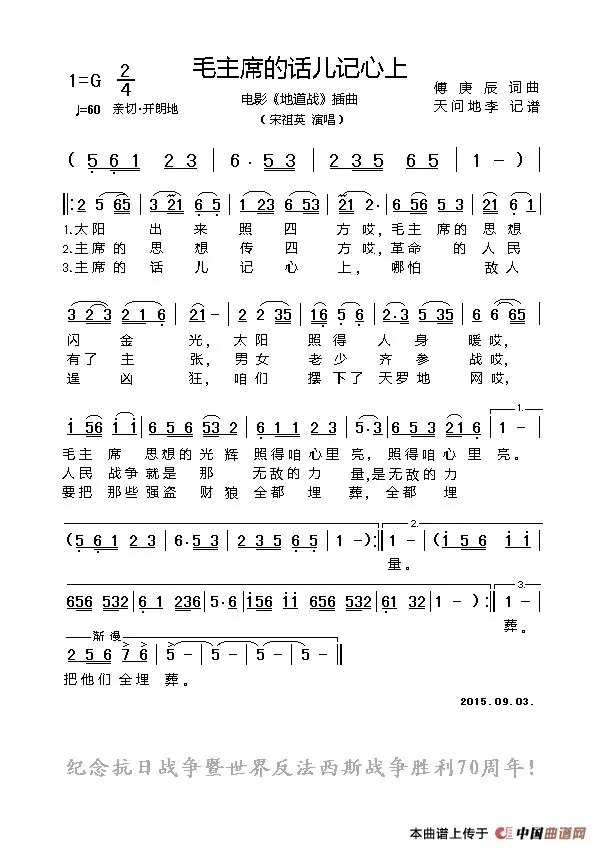 毛主席的话儿记心上
1=G 2/4
♩=60 亲切·开朗地
电影《地道战》插曲
(宋祖英 演唱)
傅庚辰 词曲
天问地李 记谱
( 5 6 1 2 3 | 6· 5 3 | 2 3 5 6 5 | 1 - ) |
‖: 2 5 65 | 3 21 6 5 | 1 23 6 53 | 21 2· | 6 56 5 3 | 2 6 1 |
1.太阳 出来照四方哎,毛主席的思想
2.主席的思想传四方哎,革命的人民
3.主席的话儿记心上,哪怕敌人
3 2 3 2 1 6 | 21 - | 2 2 35 | 16 5 6 | 2· 3 5 35 | 6 6 535 |
闪金光,太阳照得人身暖哎,
有了主张,男女老少齐参战哎,
逞凶狂,咱们摆下了天罗地网哎,
i 56 i i | 6 5 6 53 2 | 1 2 3 1 2 | 5· 3 | 2 3 5 6 5 | 1. 1 - |
毛主席思想的光辉照得咱心里亮,照得咱心里亮。
人民战争就是那无敌的力量,是无敌的力
要把那些强盗财狼全都埋葬,全都埋
(5 6 1 2 3 | 6· 5 3 | 2 3 5 6 5 | 1 -) :‖ 2. 1 - | (i 5 6 i i |
量。
656 532 | 6 1 236 | 5· 6 | i56 ii | 656 535 | 61 32 | 1 - ) :‖ 3. 1 - |
葬。
渐慢
2 5 6 7 6 | 5 - | 5 - | 5 - | 5 - ‖
把他们全埋葬。
2015.09.03.
纪念抗日战争暨世界反法西斯战争胜利70周年!
本曲谱上传于 中国曲谱网